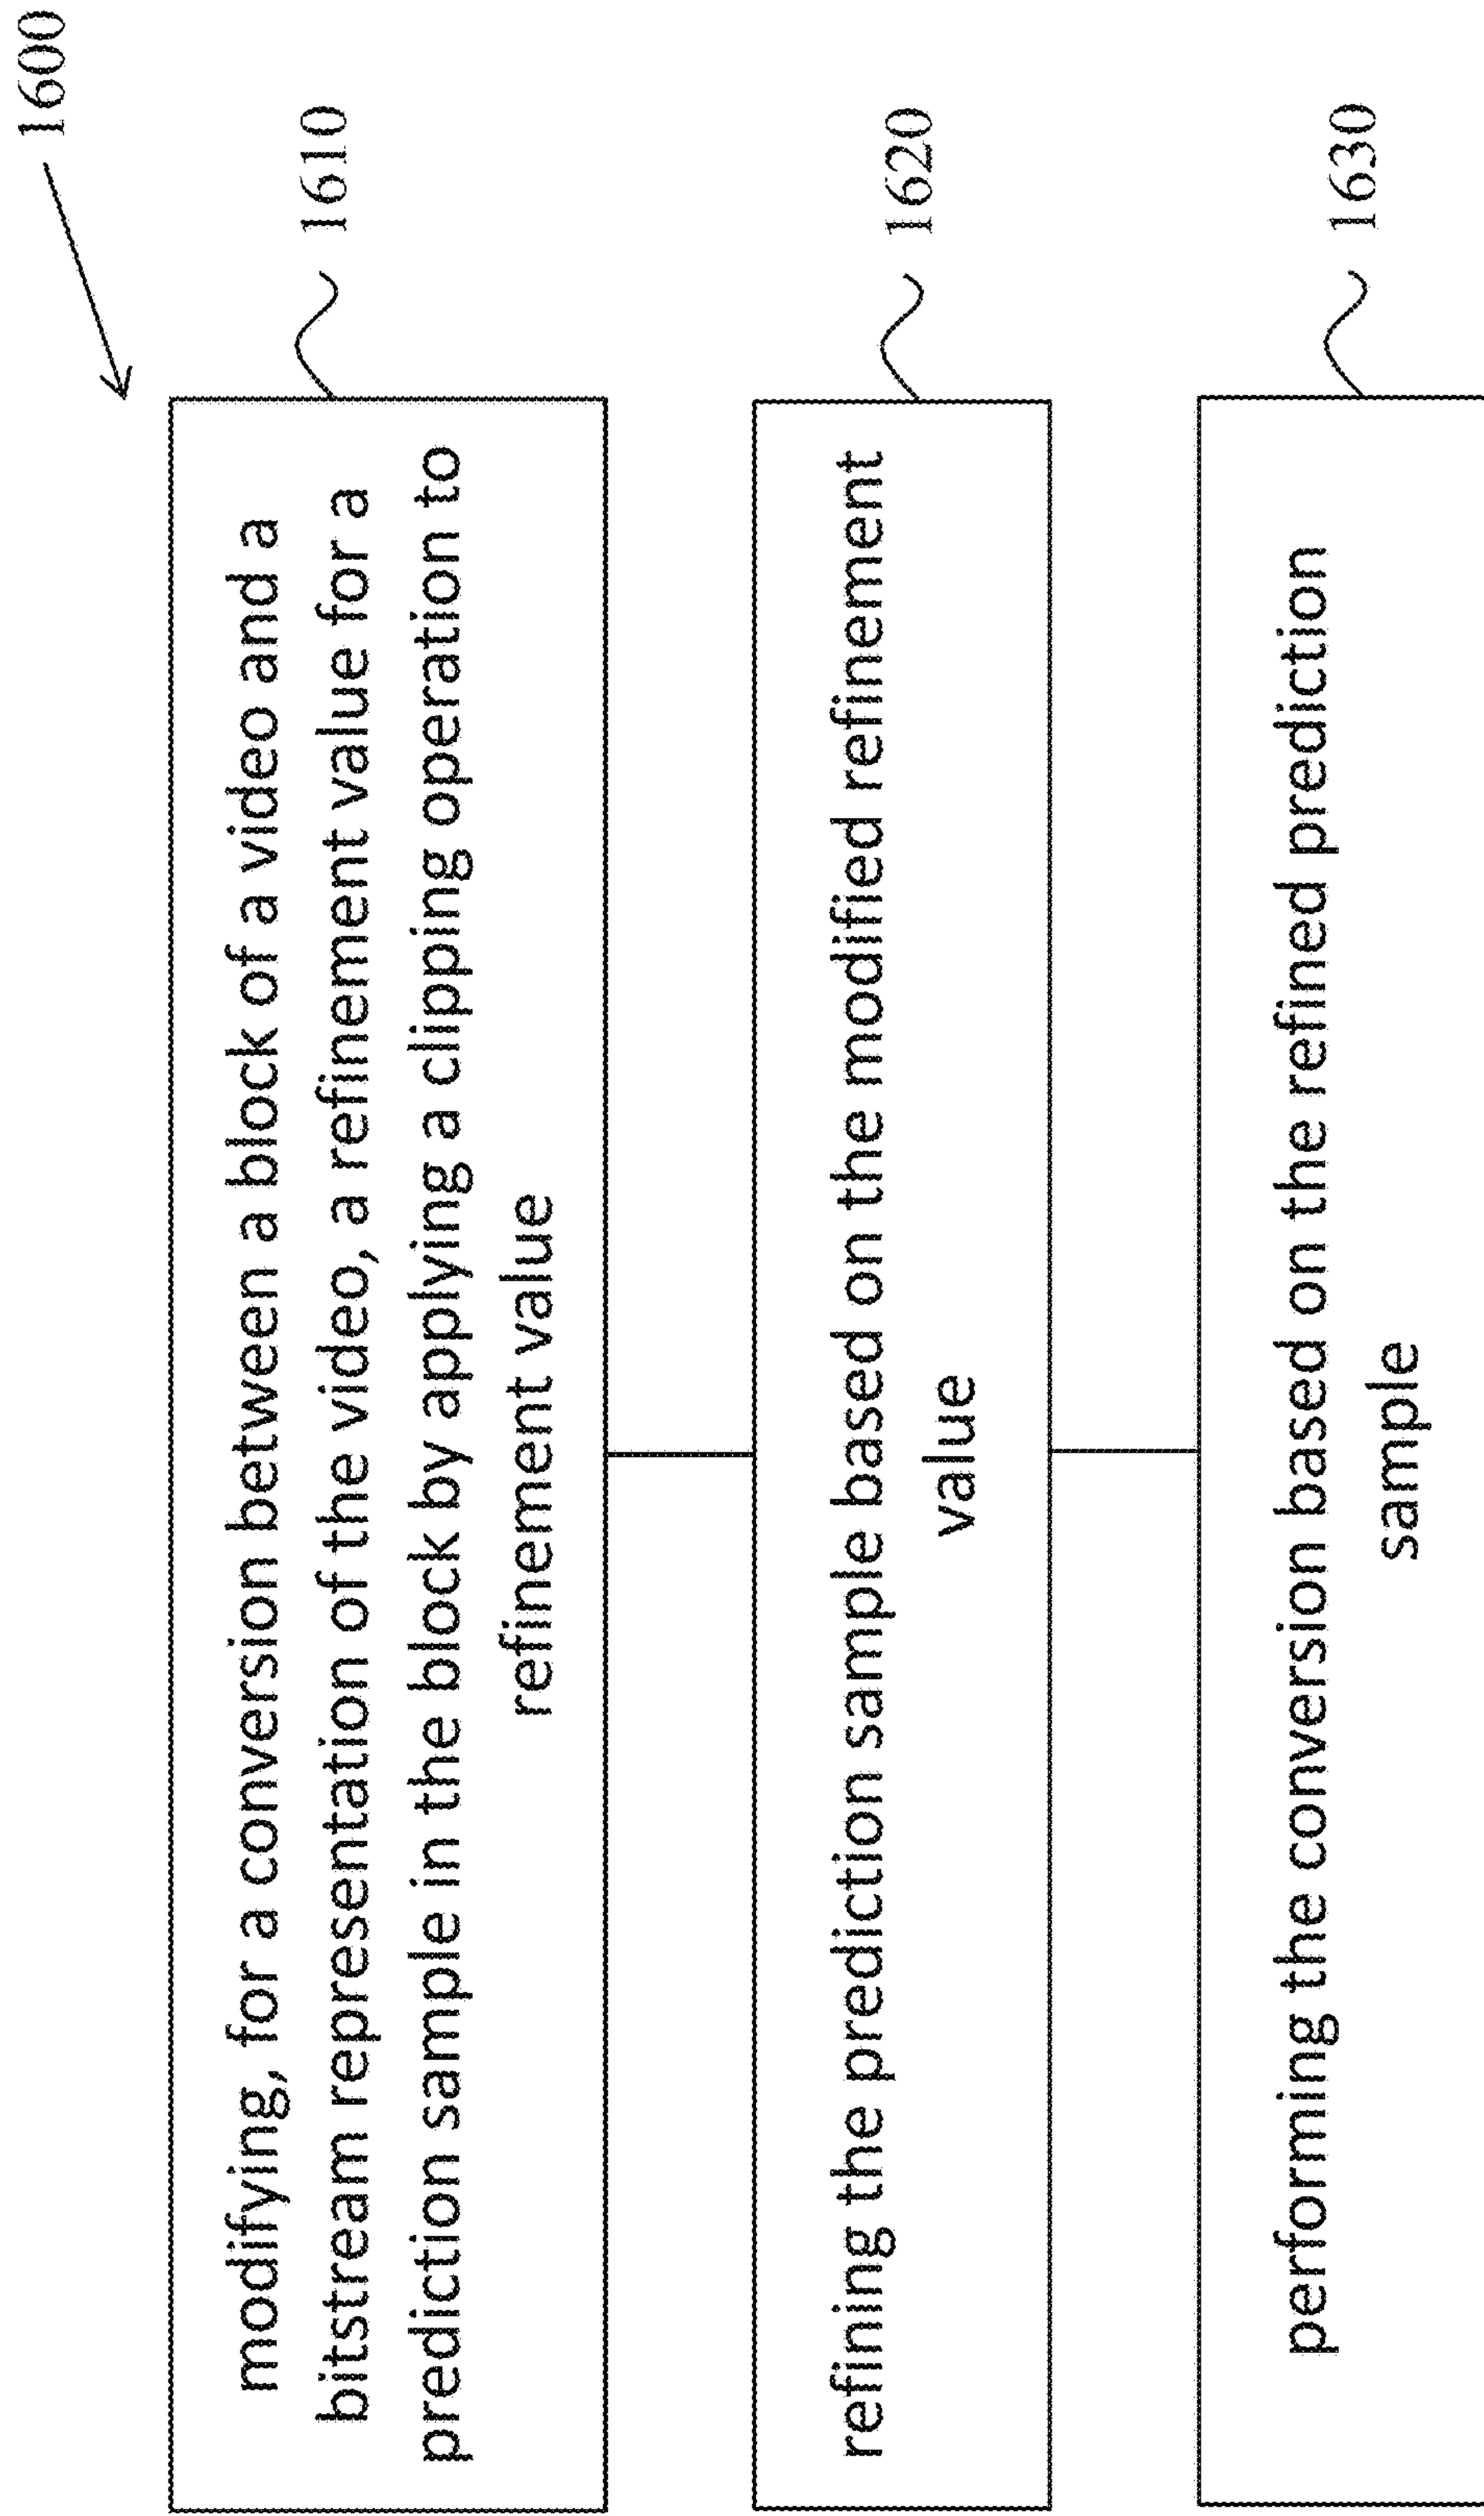 1600
modifying, for a conversion between a block of a video and a
bitstream representation of the video, a refinement value for a
prediction sample in the block by applying a clipping operation to
refinement value
1610
refining the prediction sample based on the modified refinement
value
1620
performing the conversion based on the refined prediction
sample
1630